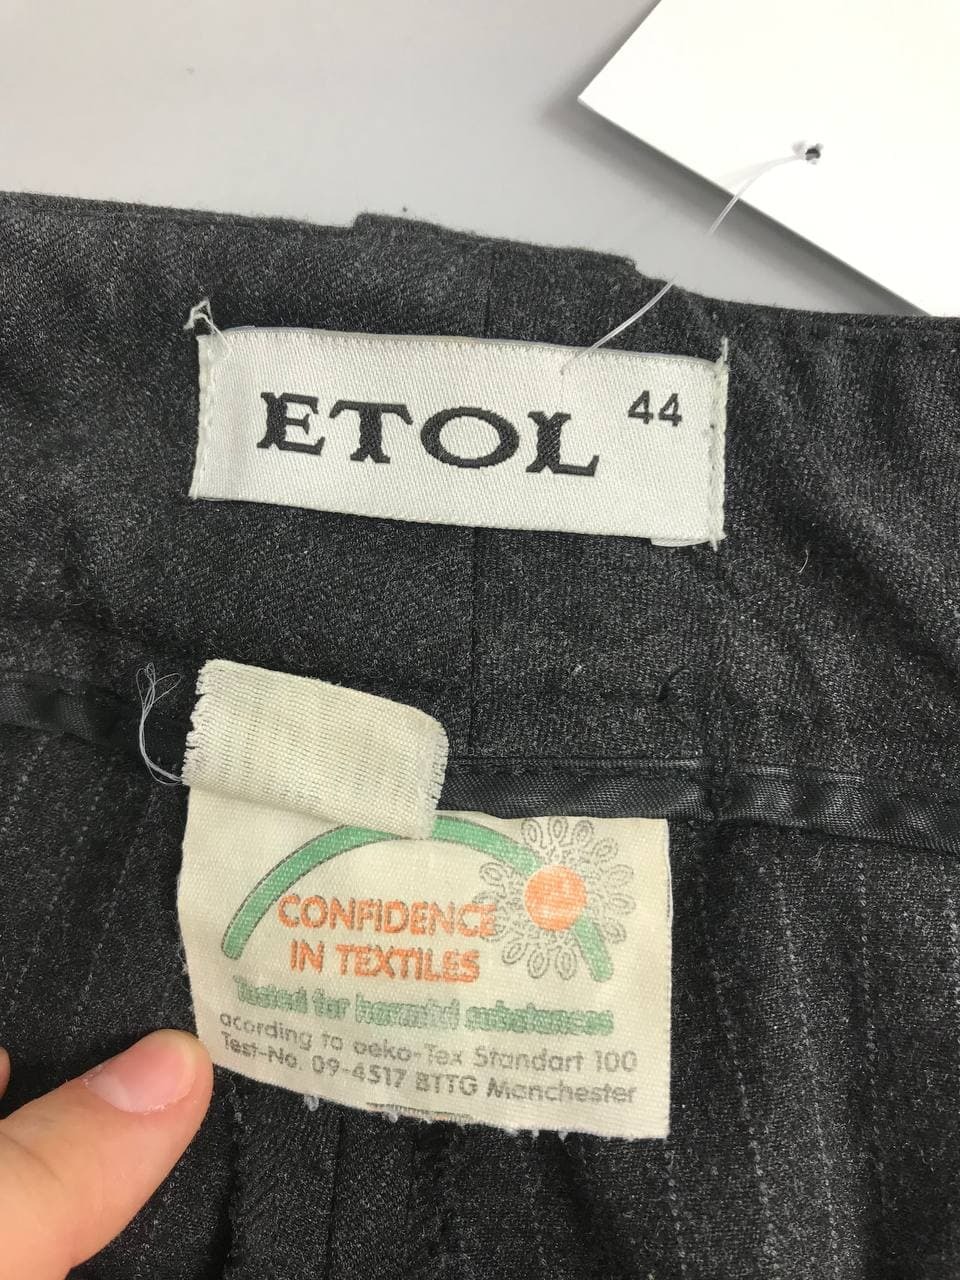 ETOL 44
CONFIDENCE
IN TEXTILES
Tested for harmful substances
acording to oeko-Tex Standart 100
Test-No. 09-4517 BTTG Manchester